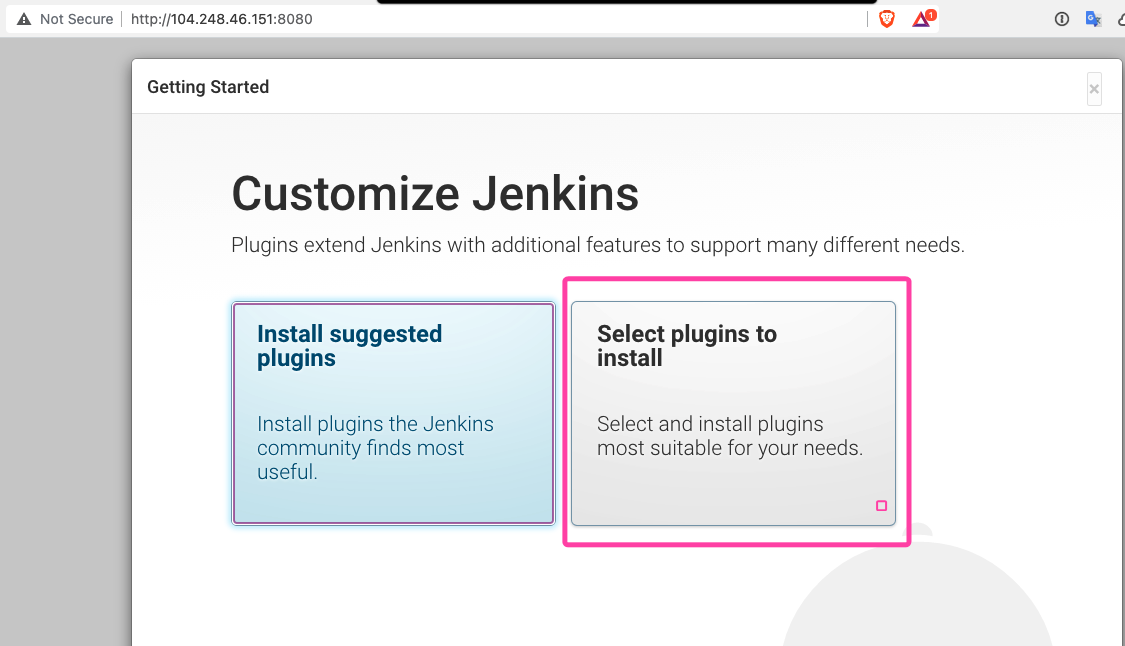 Not Secure http://104.248.46.151:8080 1
Getting Started ×
Customize Jenkins
Plugins extend Jenkins with additional features to support many different needs.
Install suggested
plugins
Install plugins the Jenkins
community finds most
useful.
Select plugins to
install
Select and install plugins
most suitable for your needs.